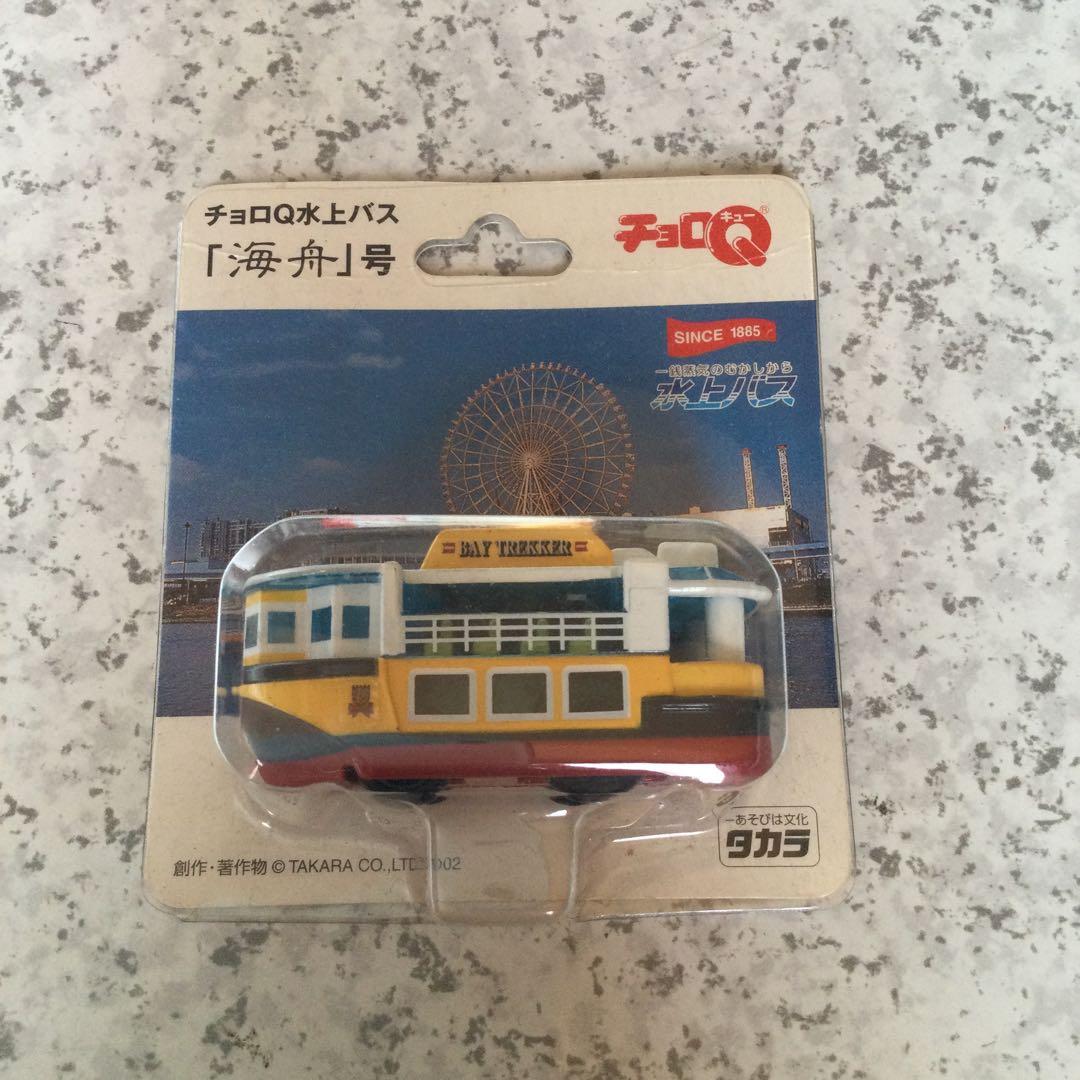 チョロQ水上バス
「海舟」号
チョロQ
キュー
®
SINCE 1885
一銭蒸気のむかしから
水上バス
BAY TREKKER
あそびは文化
タカラ
創作・著作物 © TAKARA CO.,LTD.